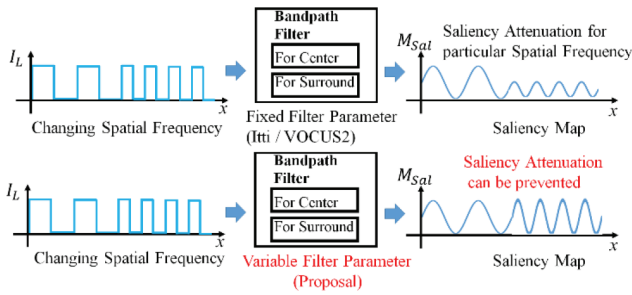 I_L
x
Changing Spatial Frequency
Bandpath
Filter
For Center
For Surround
Fixed Filter Parameter
(Itti / VOCUS2)
Saliency Attenuation for
particular Spatial Frequency
M_Sal
x
Saliency Map
I_L
x
Changing Spatial Frequency
Bandpath
Filter
For Center
For Surround
Variable Filter Parameter
(Proposal)
Saliency Attenuation
can be prevented
M_Sal
x
Saliency Map